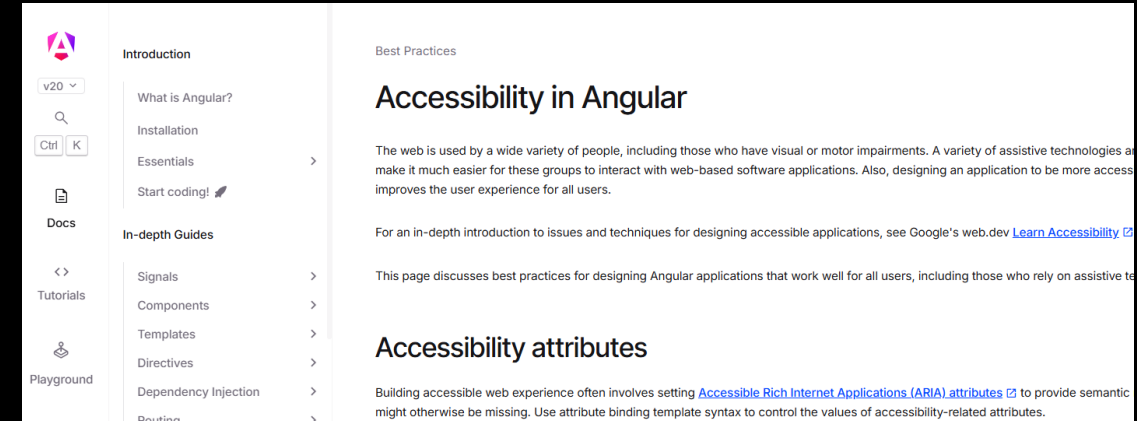 v20
Ctrl K
Docs
Tutorials
Playground
Introduction
What is Angular?
Installation
Essentials
Start coding!
In-depth Guides
Signals
Components
Templates
Directives
Dependency Injection
Routing
Best Practices
Accessibility in Angular
The web is used by a wide variety of people, including those who have visual or motor impairments. A variety of assistive technologies
make it much easier for these groups to interact with web-based software applications. Also, designing an application to be more
improves the user experience for all users.
For an in-depth introduction to issues and techniques for designing accessible applications, see Google's web.dev Learn Accessibility
This page discusses best practices for designing Angular applications that work well for all users, including those who rely on assistive
Accessibility attributes
Building accessible web experience often involves setting Accessible Rich Internet Applications (ARIA) attributes to provide semantic
might otherwise be missing. Use attribute binding template syntax to control the values of accessibility-related attributes.